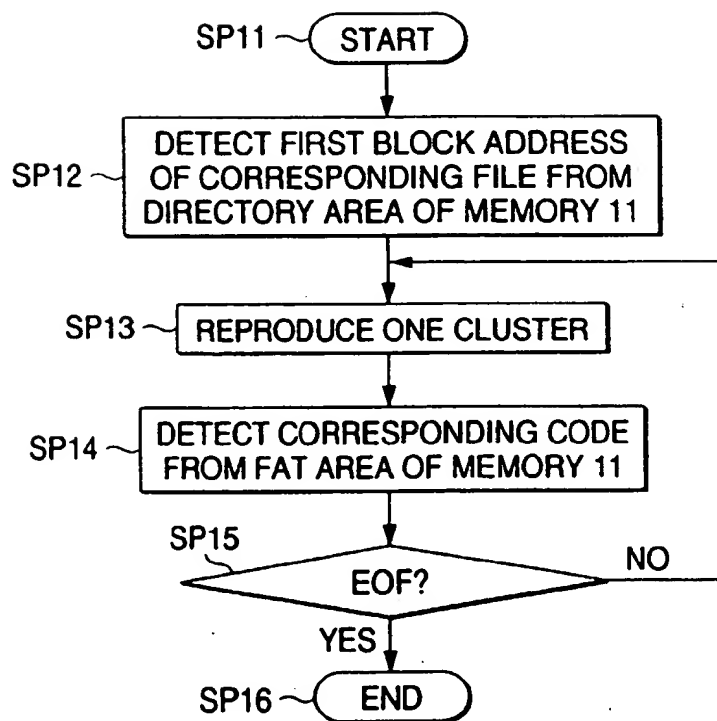 SP11 START
SP12 DETECT FIRST BLOCK ADDRESS
OF CORRESPONDING FILE FROM
DIRECTORY AREA OF MEMORY 11
SP13 REPRODUCE ONE CLUSTER
SP14 DETECT CORRESPONDING CODE
FROM FAT AREA OF MEMORY 11
SP15
EOF? NO
YES
SP16 END